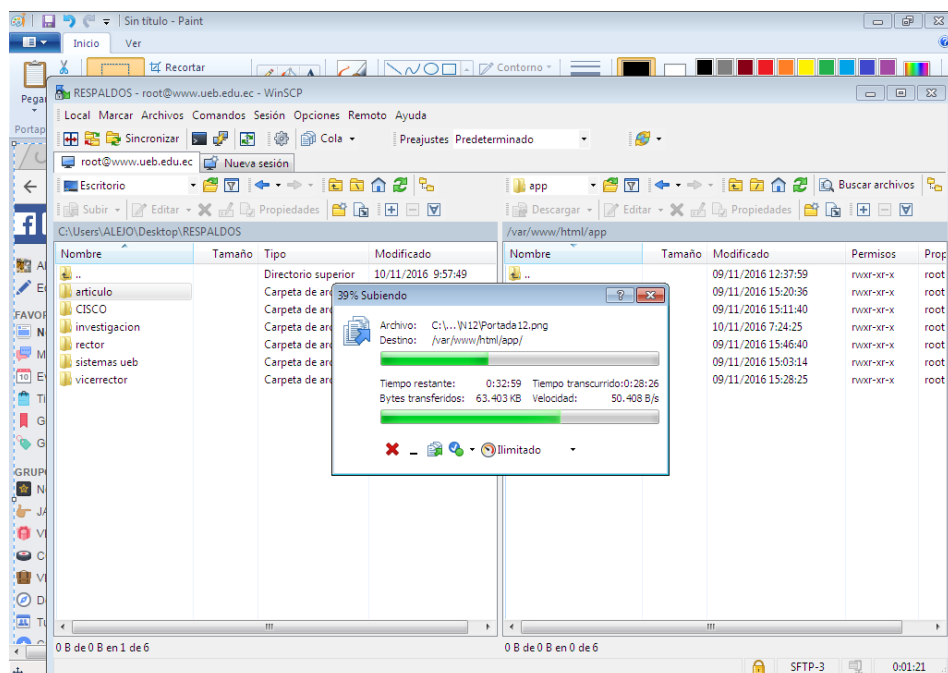 Sin título - Paint
Inicio Ver
Recortar
Contorno
Pegar
Portap
RESPALDOS - root@www.ueb.edu.ec - WinSCP
Local Marcar Archivos Comandos Sesión Opciones Remoto Ayuda
Sincronizar Cola Preajustes Predeterminado
root@www.ueb.edu.ec Nueva sesión
Escritorio app Buscar archivos
Subir Editar Propiedades Descargar Editar Propiedades
C:\Users\ALEJO\Desktop\RESPALDOS /var/www/html/app
Nombre Tamaño Tipo Modificado Nombre Tamaño Modificado Permisos Prop
.. Directorio superior 10/11/2016 9:57:49 .. 09/11/2016 12:37:59 rwxr-xr-x root
articulo Carpeta de arc 09/11/2016 15:20:36 rwxr-xr-x root
CISCO Carpeta de arc 09/11/2016 15:11:40 rwxr-xr-x root
investigacion Carpeta de arc 10/11/2016 7:24:25 rwxr-xr-x root
rector Carpeta de arc 09/11/2016 15:46:40 rwxr-xr-x root
sistemas ueb Carpeta de arc 09/11/2016 15:03:14 rwxr-xr-x root
vicerrector Carpeta de arc 09/11/2016 15:28:25 rwxr-xr-x root
39% Subiendo
Archivo: C:\...\N12\Portada12.png
Destino: /var/www/html/app/
Tiempo restante: 0:32:59 Tiempo transcurrido:0:28:26
Bytes transferidos: 63.403 KB Velocidad: 50.408 B/s
Ilimitado
FAVOR
GRUP
0 B de 0 B en 1 de 6 0 B de 0 B en 0 de 6
SFTP-3 0:01:21